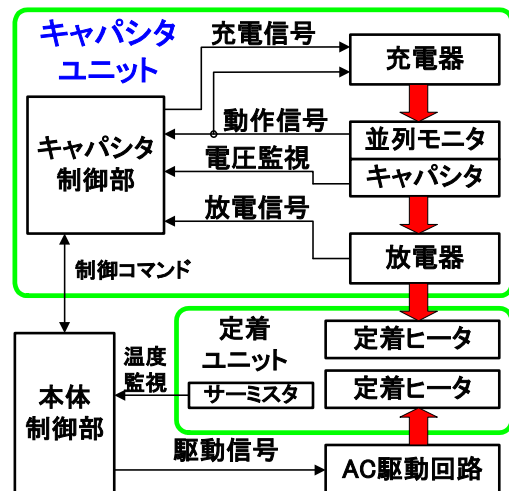 キャパシタ
ユニット
充電信号
充電器
動作信号
並列モニタ
キャパシタ
制御部
電圧監視
キャパシタ
放電信号
放電器
制御コマンド
定着
ユニット
定着ヒータ
温度
監視
サーミスタ
定着ヒータ
本体
制御部
駆動信号
AC駆動回路